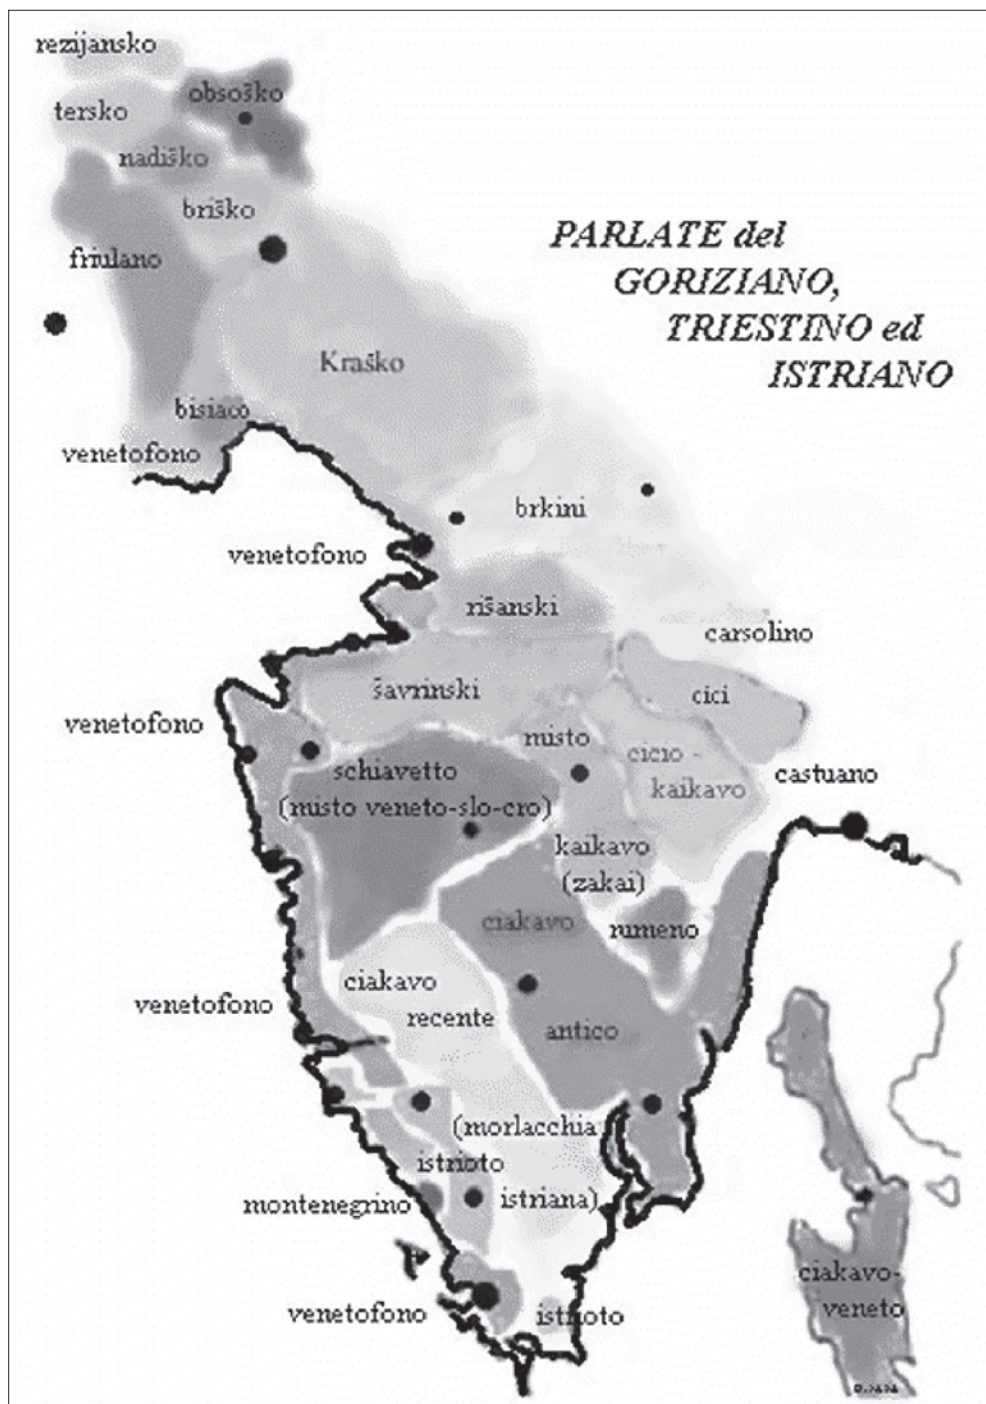 rezijansko
obsoško
tersko
nadiško
briško
PARLATE del
GORIZIANO,
TRIESTINO ed
ISTRIANO
friulano
Kraško
bisiaco
venetofono
brkini
venetofono
rišanski
carsolino
šavrinski
cici
venetofono
misto
cicio -
kaikavo
schiavetto
(misto veneto-slo-cro)
castuano
kaikavo
(zakai)
ciakavo
rumeno
ciakavo
recente
venetofono
antico
(morlacchia
istrioto
istriana)
montenegrino
ciakavo-
veneto
venetofono
istrioto